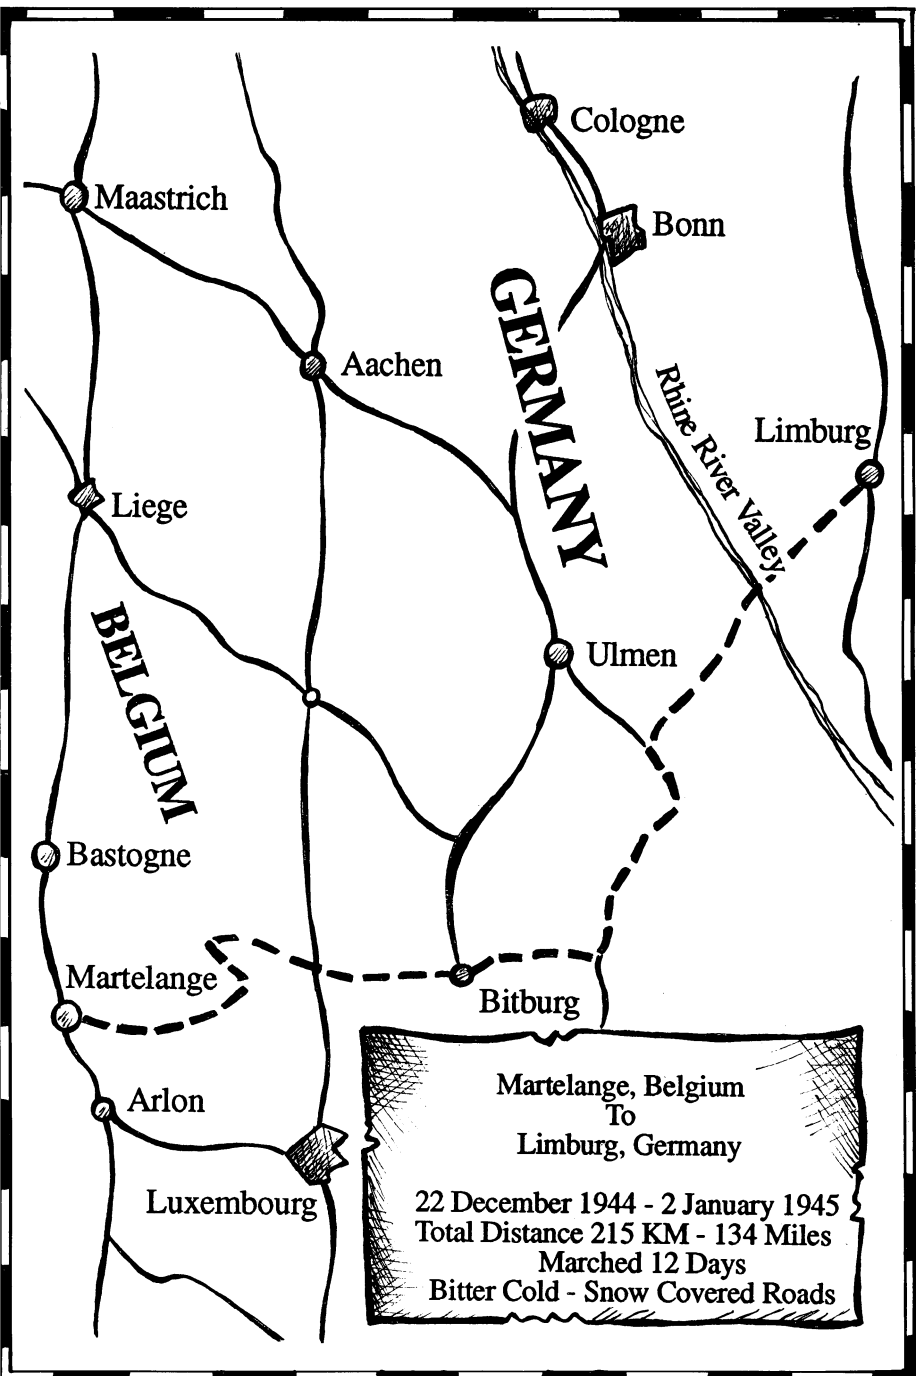 Cologne
Maastrich
Bonn
GERMANY
Aachen
Rhine River Valley
Limburg
Liege
BELGIUM
Ulmen
Bastogne
Martelange
Bitburg
Arlon
Luxembourg
Martelange, Belgium
To
Limburg, Germany
22 December 1944 - 2 January 1945
Total Distance 215 KM - 134 Miles
Marched 12 Days
Bitter Cold - Snow Covered Roads